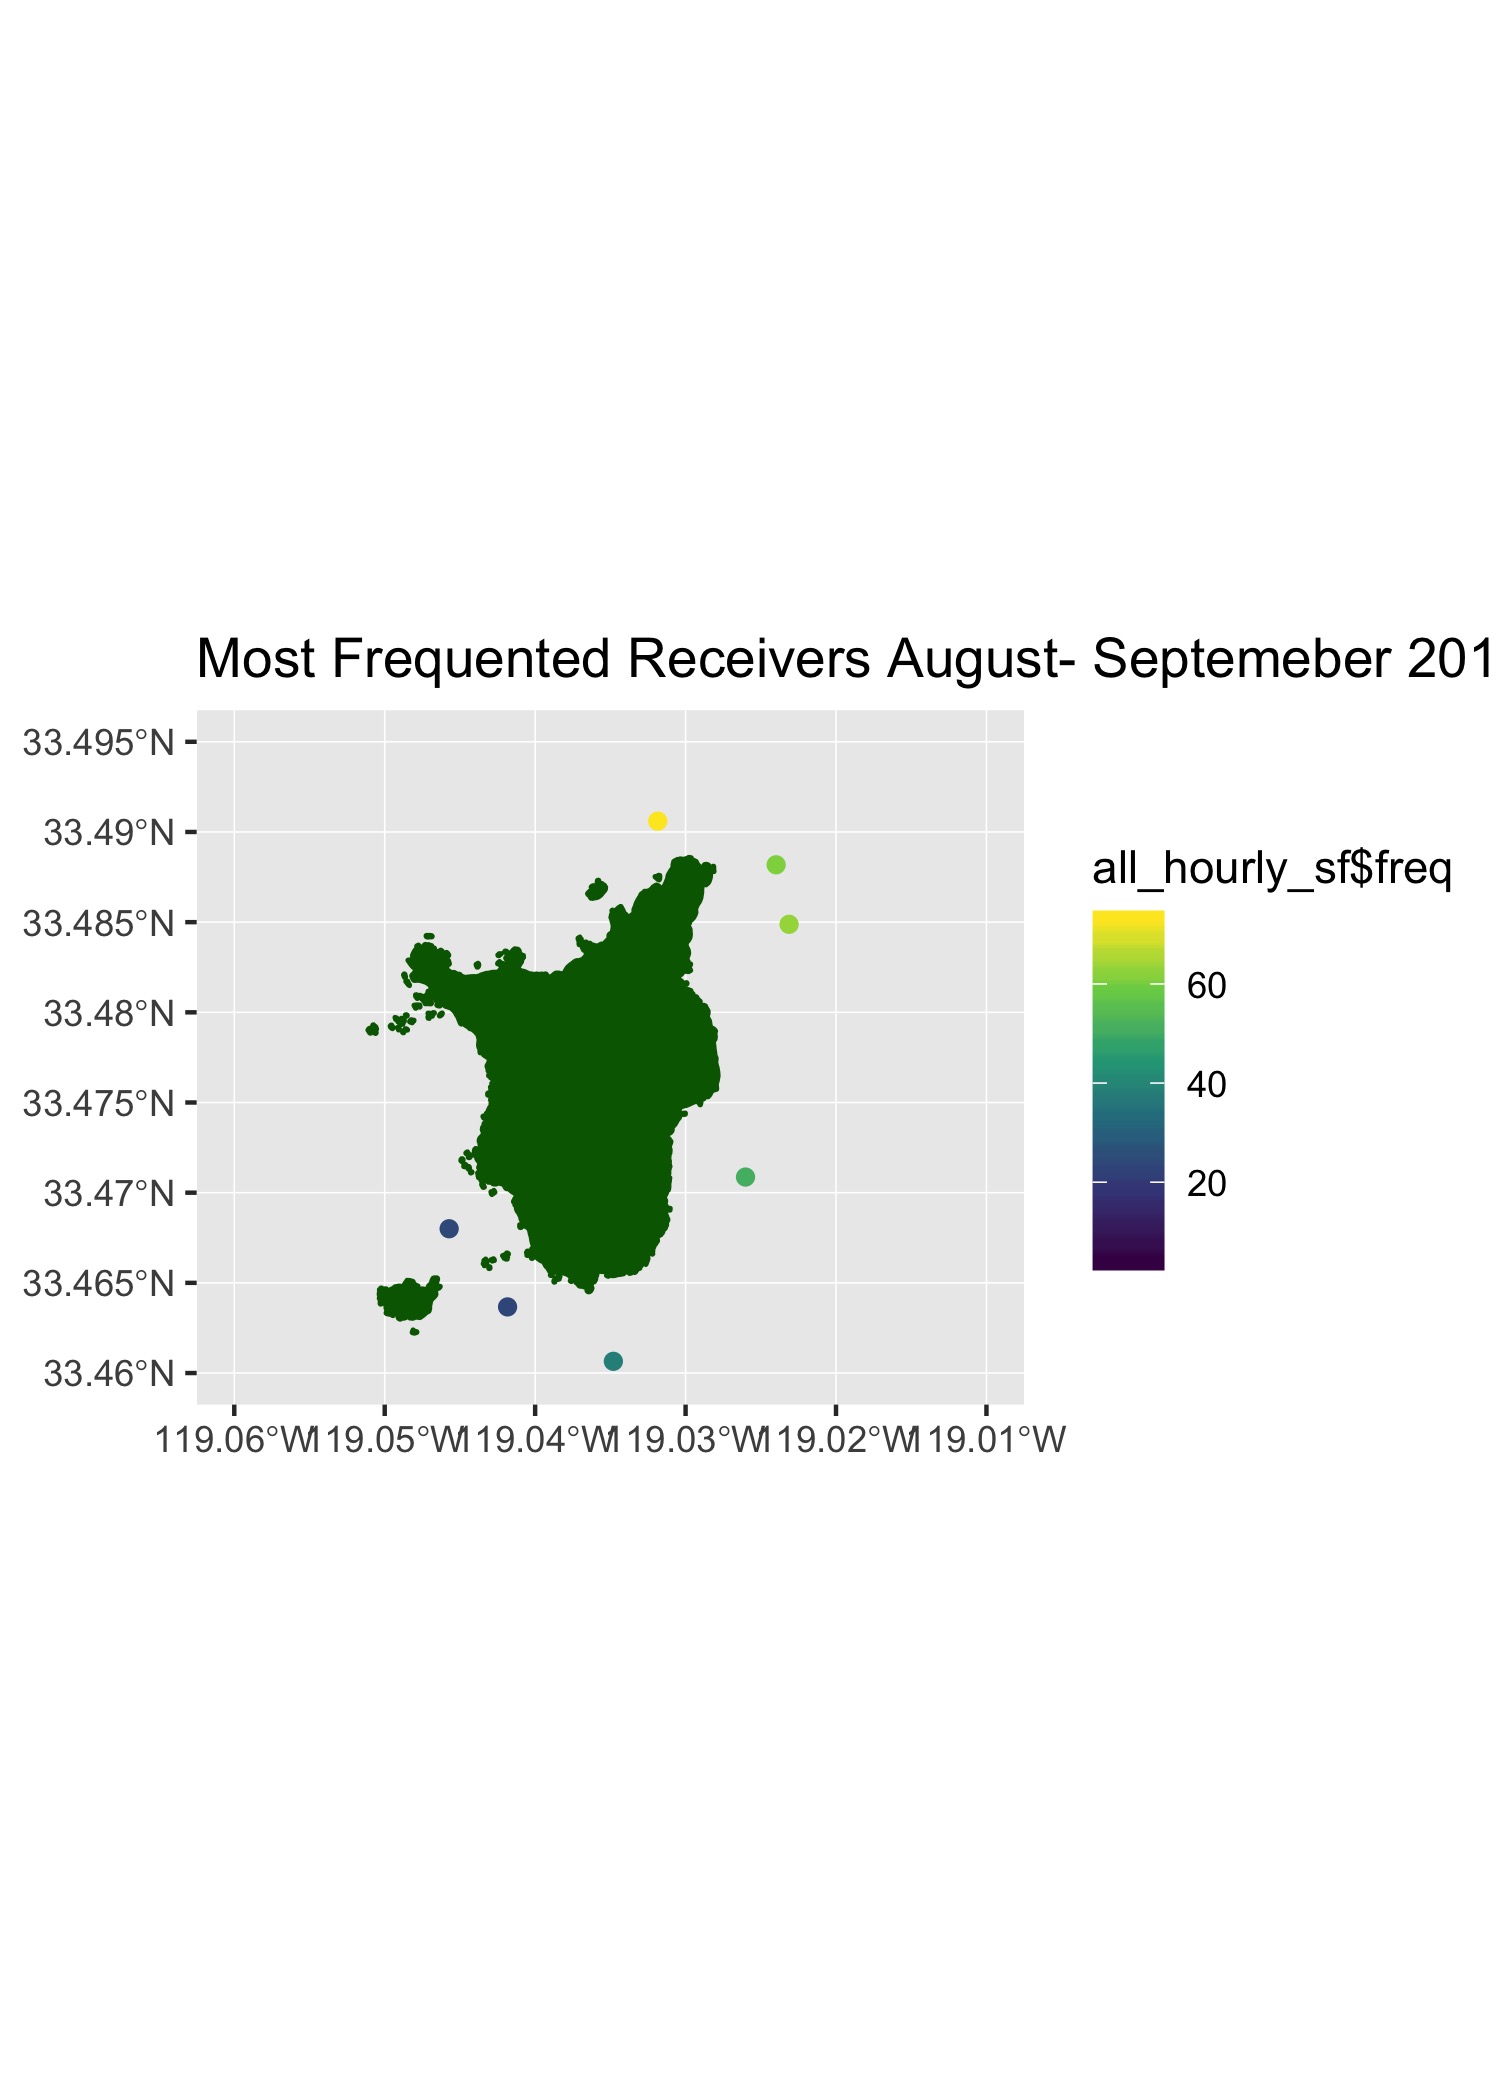 Most Frequented Receivers August- Septemeber 201
33.495°N
33.49°N
33.485°N
33.48°N
33.475°N
33.47°N
33.465°N
33.46°N
119.06°W 119.05°W 119.04°W 119.03°W 119.02°W 119.01°W
all_hourly_sf$freq
60
40
20